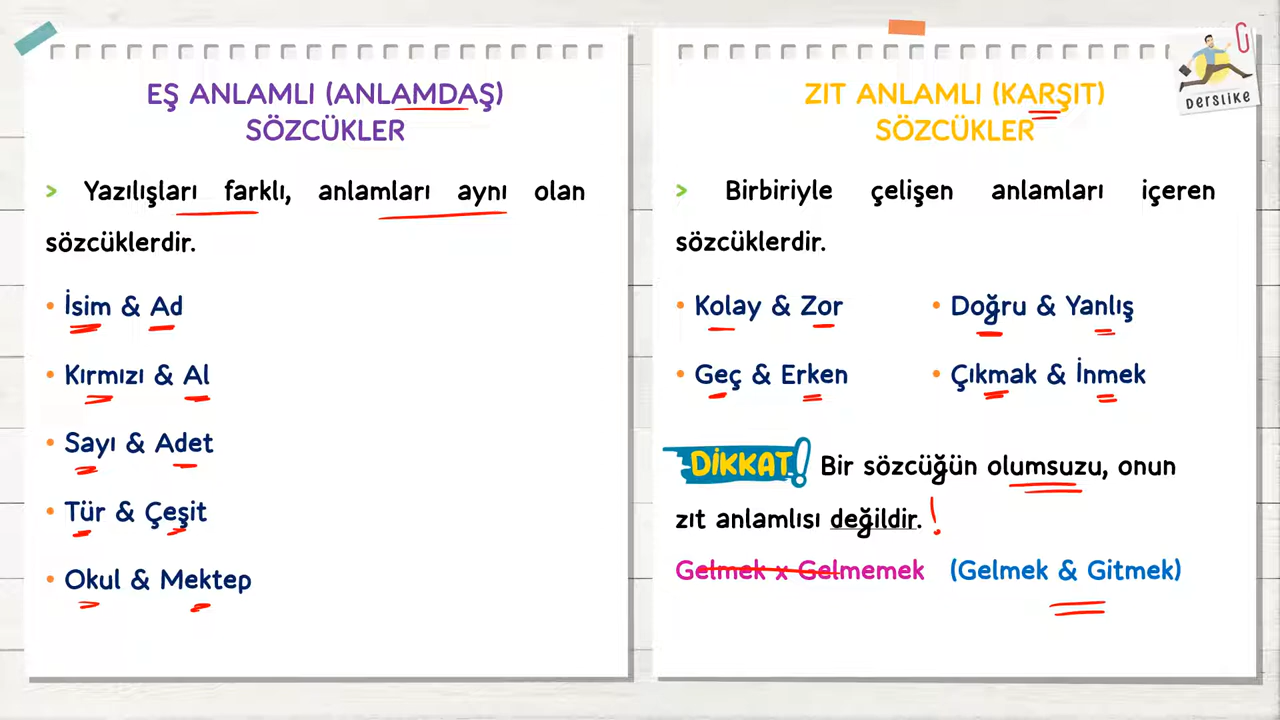 EŞ ANLAMLI (ANLAMDAŞ)
SÖZCÜKLER
> Yazılışları farklı, anlamları aynı olan
sözcüklerdir.
• İsim & Ad
• Kırmızı & Al
• Sayı & Adet
• Tür & Çeşit
• Okul & Mektep
ZIT ANLAMLI (KARŞIT)
SÖZCÜKLER
DERSLİKE
> Birbiriyle çelişen anlamları içeren
sözcüklerdir.
• Kolay & Zor • Doğru & Yanlış
• Geç & Erken • Çıkmak & İnmek
DİKKAT! Bir sözcüğün olumsuzu, onun
zıt anlamlısı değildir. !
Gelmek x Gelmemek (Gelmek & Gitmek)